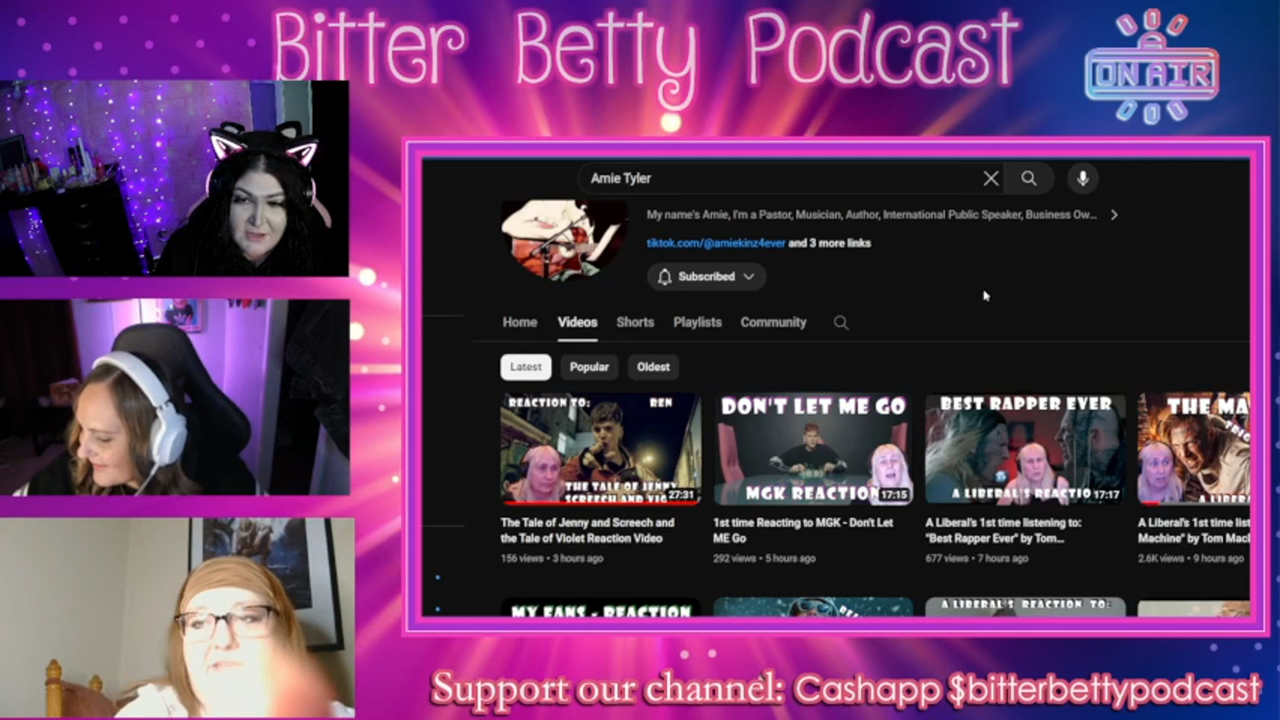 Bitter Betty Podcast
ON AIR
Amie Tyler
My name's Amie, I'm a Pastor, Musician, Author, International Public Speaker, Business Ow...
tiktok.com/@amiekinz4ever and 3 more links
Subscribed
Home Videos Shorts Playlists Community
Latest Popular Oldest
REACTION TO: REN
THE TALE OF JENNY
SCREECH AND
27:31
DON'T LET ME GO
MGK REACTION
17:15
BEST RAPPER EVER
A LIBERAL'S REACTIO
17:17
THE MA
The Tale of Jenny and Screech and
the Tale of Violet Reaction Video
156 views • 3 hours ago
1st time Reacting to MGK - Don't Let
ME Go
292 views • 5 hours ago
A Liberal's 1st time listening to:
"Best Rapper Ever" by Tom...
677 views • 7 hours ago
A Liberal's 1st time list
Machine" by Tom Macl
2.6K views • 9 hours ago
MY FANS - REACTION
A LIBERAL'S REACTION TO:
Support our channel: Cashapp $bitterbettypodcast